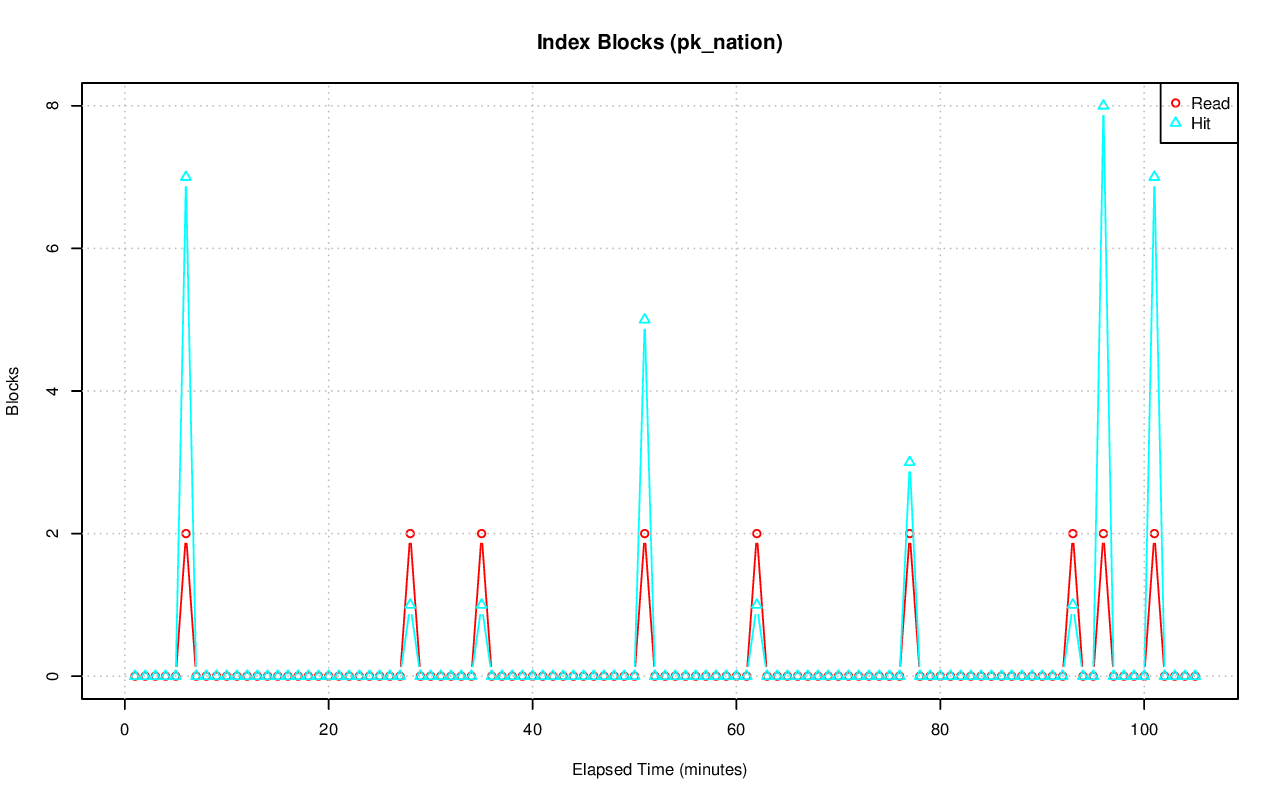 Index Blocks (pk_nation)
Read
Hit
8
6
4
2
0
Blocks
0 20 40 60 80 100
Elapsed Time (minutes)